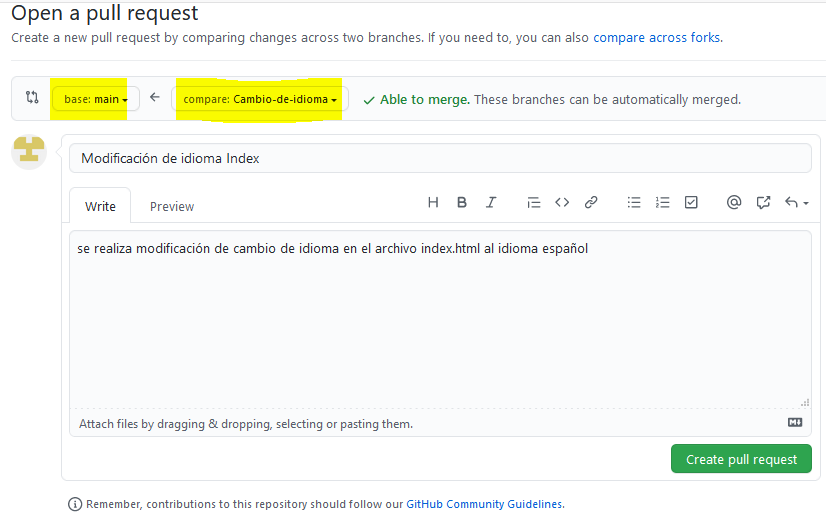 Open a pull request
Create a new pull request by comparing changes across two branches. If you need to, you can also compare across forks.
base: main compare: Cambio-de-idioma Able to merge. These branches can be automatically merged.
Modificación de idioma Index
Write Preview H B I @
se realiza modificación de cambio de idioma en el archivo index.html al idioma español
Attach files by dragging & dropping, selecting or pasting them.
Create pull request
Remember, contributions to this repository should follow our GitHub Community Guidelines.